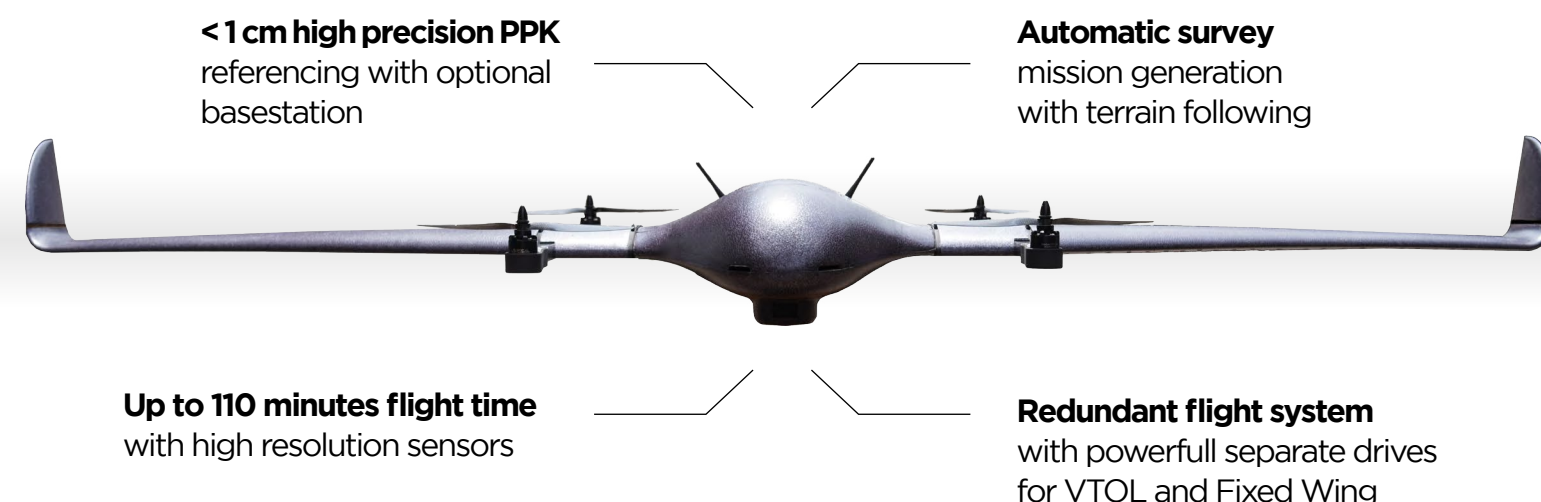 < 1 cm high precision PPK
referencing with optional
basestation
Automatic survey
mission generation
with terrain following
Up to 110 minutes flight time
with high resolution sensors
Redundant flight system
with powerfull separate drives
for VTOL and Fixed Wing